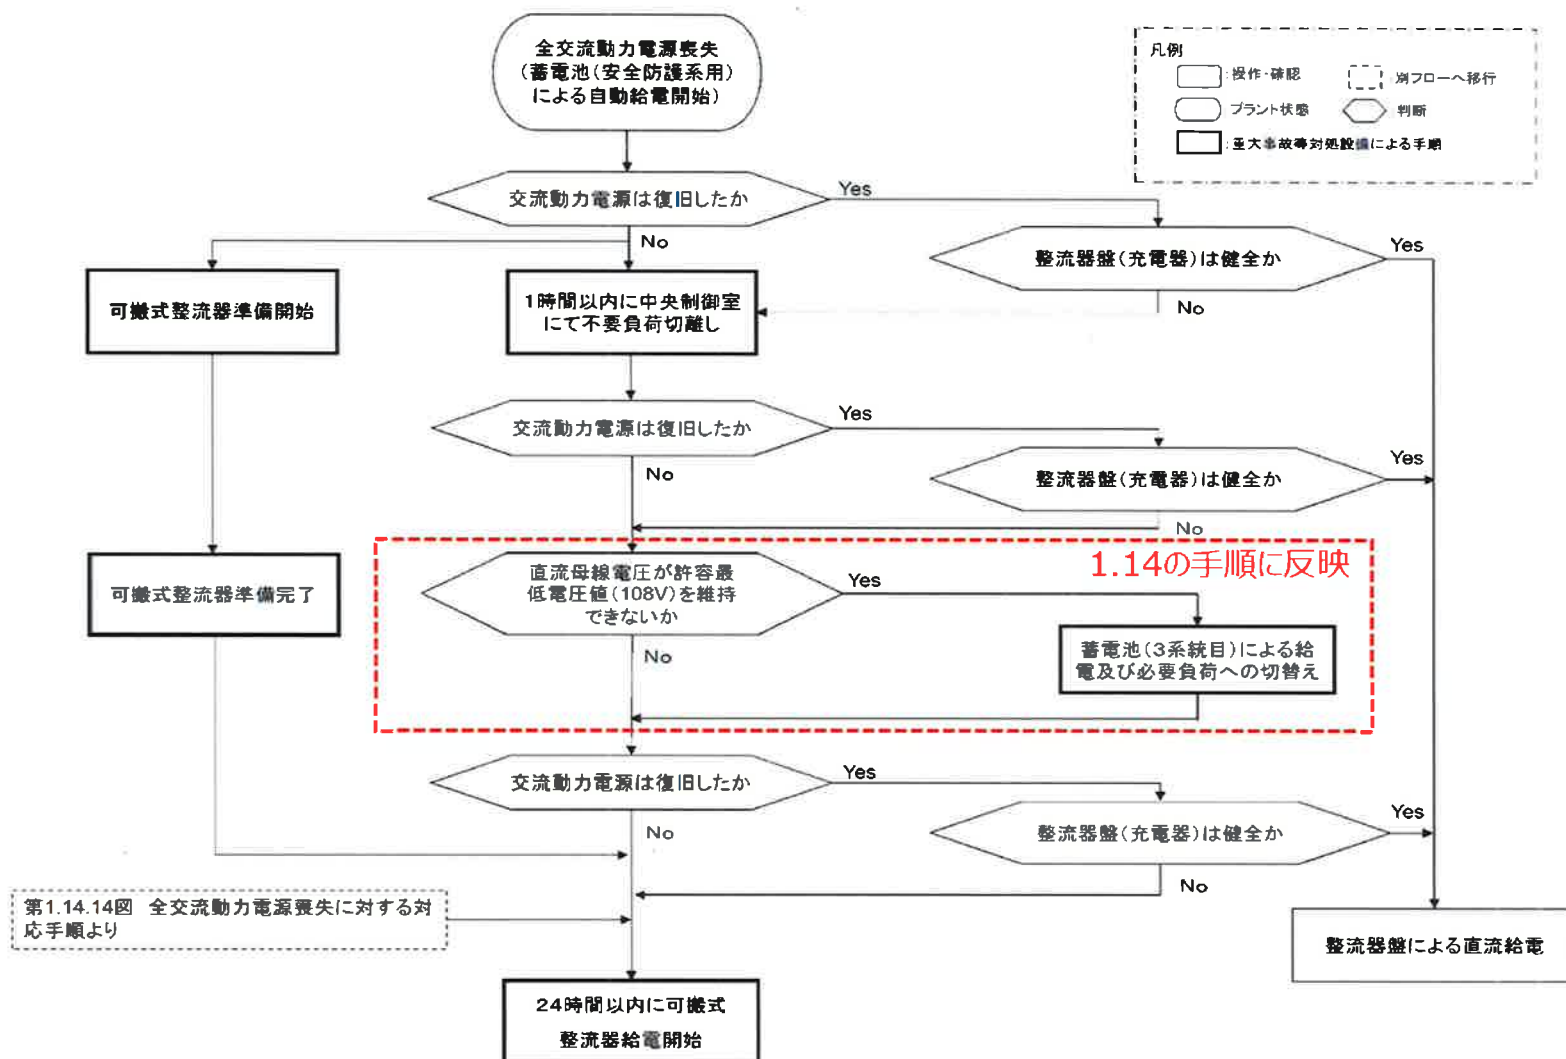 全交流動力電源喪失
(蓄電池(安全防護系用)
による自動給電開始)
凡例
:操作・確認
:別フローへ移行
プラント状態
:判断
:重大事故等対処設備による手順
交流動力電源は復旧したか
Yes
No
整流器盤(充電器)は健全か
Yes
No
可搬式整流器準備開始
1時間以内に中央制御室
にて不要負荷切離し
交流動力電源は復旧したか
Yes
No
整流器盤(充電器)は健全か
Yes
No
1.14の手順に反映
可搬式整流器準備完了
直流母線電圧が許容最
低電圧値(108V)を維持
できないか
Yes
No
蓄電池(3系統目)による給
電及び必要負荷への切替え
交流動力電源は復旧したか
Yes
No
整流器盤(充電器)は健全か
Yes
No
第1.14.14図 全交流動力電源喪失に対する対
応手順より
整流器盤による直流給電
24時間以内に可搬式
整流器給電開始